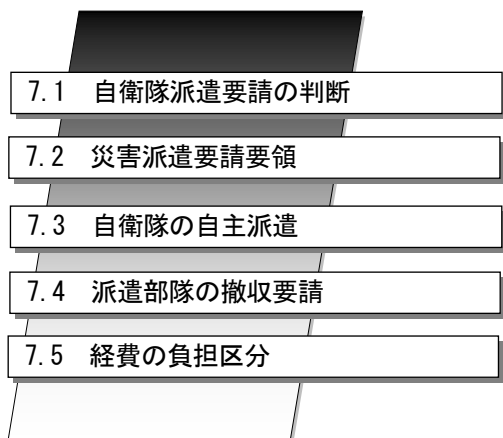 7.1 自衛隊派遣要請の判断
7.2 災害派遣要請要領
7.3 自衛隊の自主派遣
7.4 派遣部隊の撤収要請
7.5 経費の負担区分